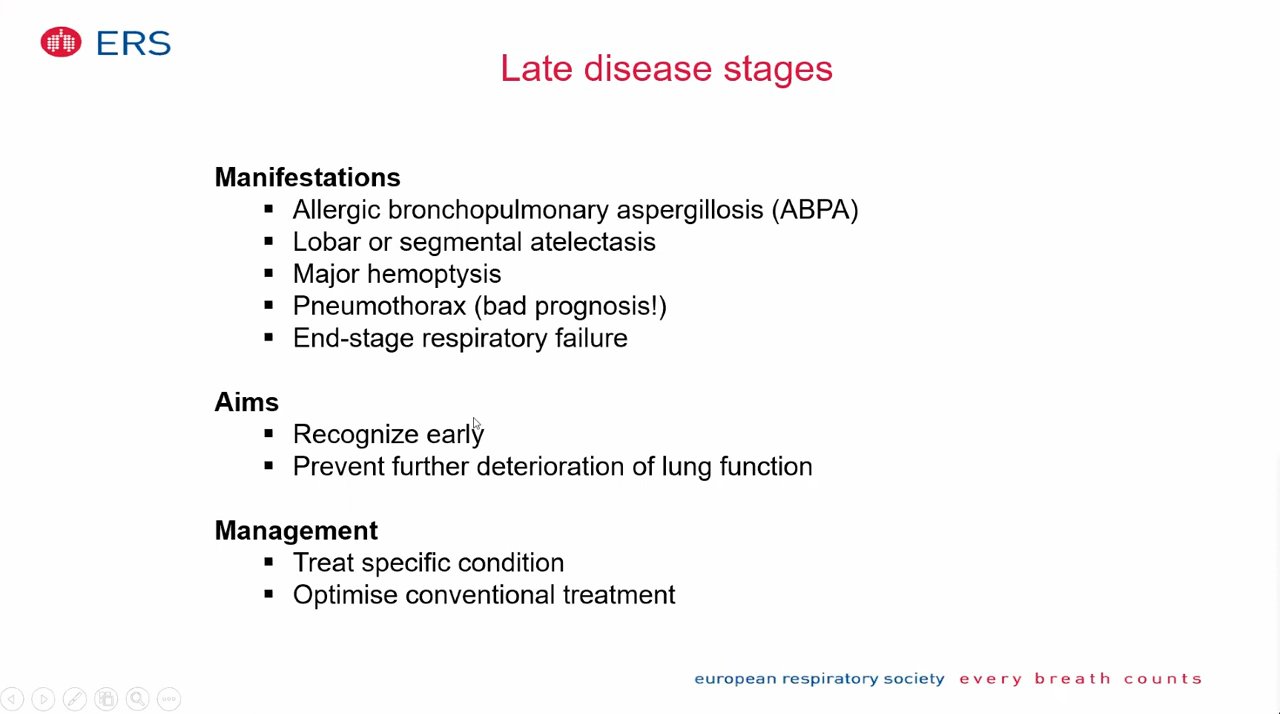 ERS
Late disease stages
Manifestations
▪ Allergic bronchopulmonary aspergillosis (ABPA)
▪ Lobar or segmental atelectasis
▪ Major hemoptysis
▪ Pneumothorax (bad prognosis!)
▪ End-stage respiratory failure
Aims
▪ Recognize early
▪ Prevent further deterioration of lung function
Management
▪ Treat specific condition
▪ Optimise conventional treatment
european respiratory society every breath counts